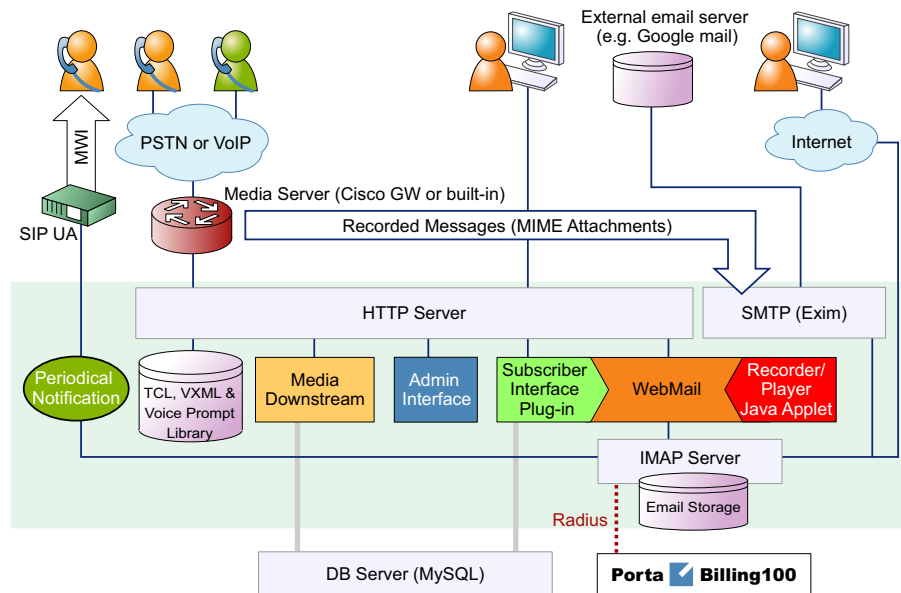 External email server
(e.g. Google mail)
MWI
PSTN or VoIP
Internet
Media Server (Cisco GW or built-in)
SIP UA
Recorded Messages (MIME Attachments)
HTTP Server
SMTP (Exim)
Periodical
Notification
TCL, VXML &
Voice Prompt
Library
Media
Downstream
Admin
Interface
Subscriber
Interface
Plug-in
WebMail
Recorder/
Player
Java Applet
IMAP Server
Email Storage
Radius
DB Server (MySQL)
Porta Billing100